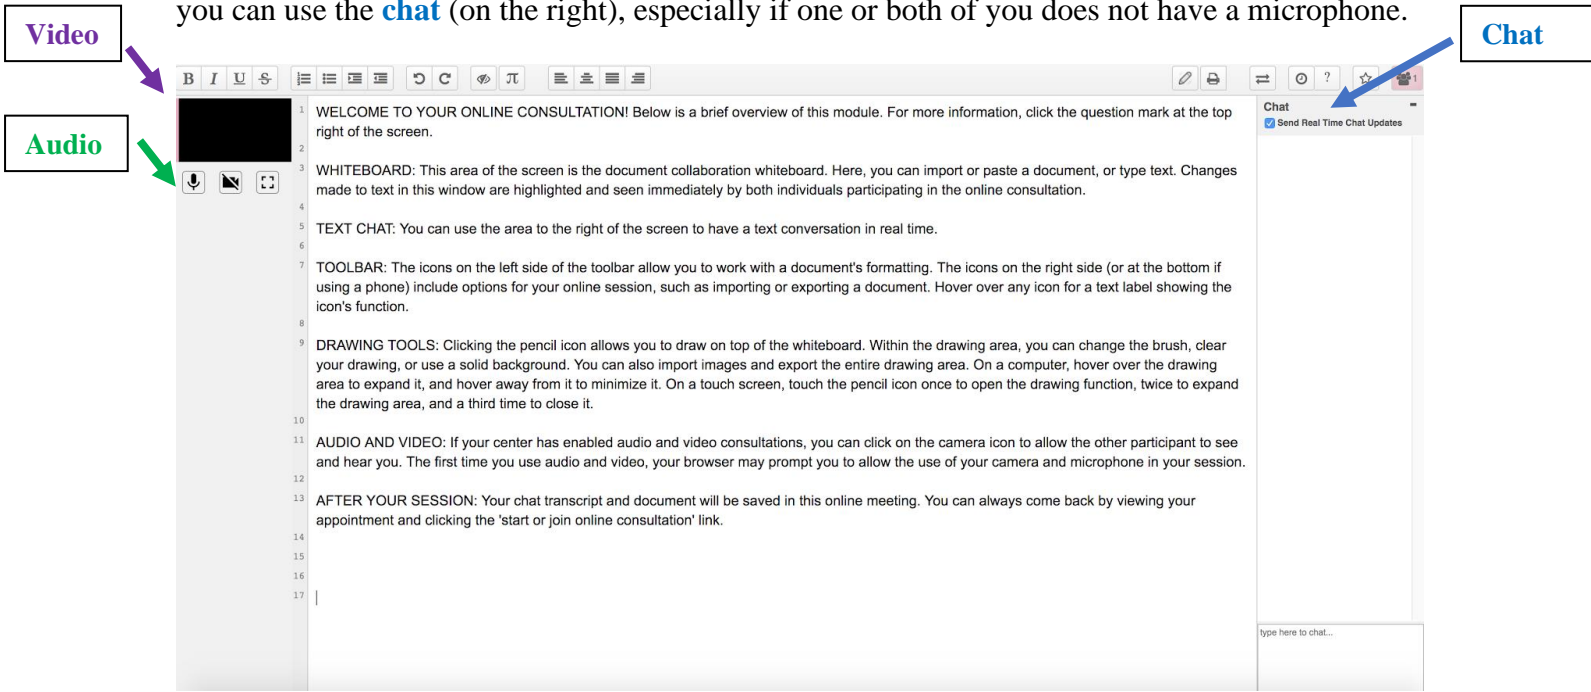 you can use the chat (on the right), especially if one or both of you does not have a microphone.
Video
Chat
Audio
B I U S
π
?
1
1 WELCOME TO YOUR ONLINE CONSULTATION! Below is a brief overview of this module. For more information, click the question mark at the top
right of the screen.
2
3 WHITEBOARD: This area of the screen is the document collaboration whiteboard. Here, you can import or paste a document, or type text. Changes
made to text in this window are highlighted and seen immediately by both individuals participating in the online consultation.
4
5 TEXT CHAT: You can use the area to the right of the screen to have a text conversation in real time.
6
7 TOOLBAR: The icons on the left side of the toolbar allow you to work with a document's formatting. The icons on the right side (or at the bottom if
using a phone) include options for your online session, such as importing or exporting a document. Hover over any icon for a text label showing the
icon's function.
8
9 DRAWING TOOLS: Clicking the pencil icon allows you to draw on top of the whiteboard. Within the drawing area, you can change the brush, clear
your drawing, or use a solid background. You can also import images and export the entire drawing area. On a computer, hover over the drawing
area to expand it, and hover away from it to minimize it. On a touch screen, touch the pencil icon once to open the drawing function, twice to expand
the drawing area, and a third time to close it.
10
11 AUDIO AND VIDEO: If your center has enabled audio and video consultations, you can click on the camera icon to allow the other participant to see
and hear you. The first time you use audio and video, your browser may prompt you to allow the use of your camera and microphone in your session.
12
13 AFTER YOUR SESSION: Your chat transcript and document will be saved in this online meeting. You can always come back by viewing your
appointment and clicking the 'start or join online consultation' link.
14
15
16
17
Chat
Send Real Time Chat Updates
type here to chat...